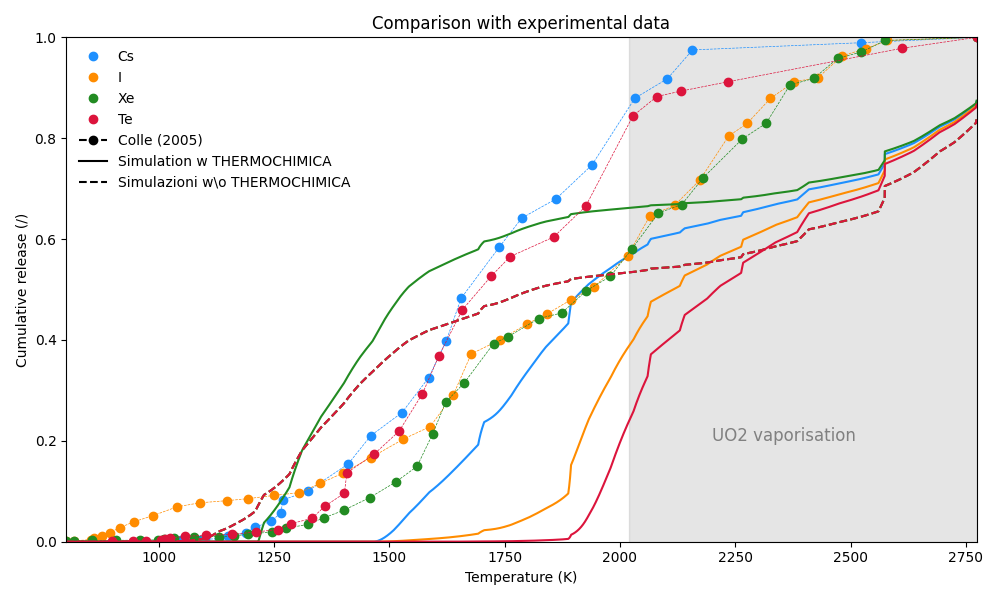 Comparison with experimental data
Cumulative release (/)
1.0
0.8
0.6
0.4
0.2
0.0
Cs
I
Xe
Te
Colle (2005)
Simulation w THERMOCHIMICA
Simulazioni w\o THERMOCHIMICA
UO2 vaporisation
1000
1250
1500
1750
2000
2250
2500
2750
Temperature (K)